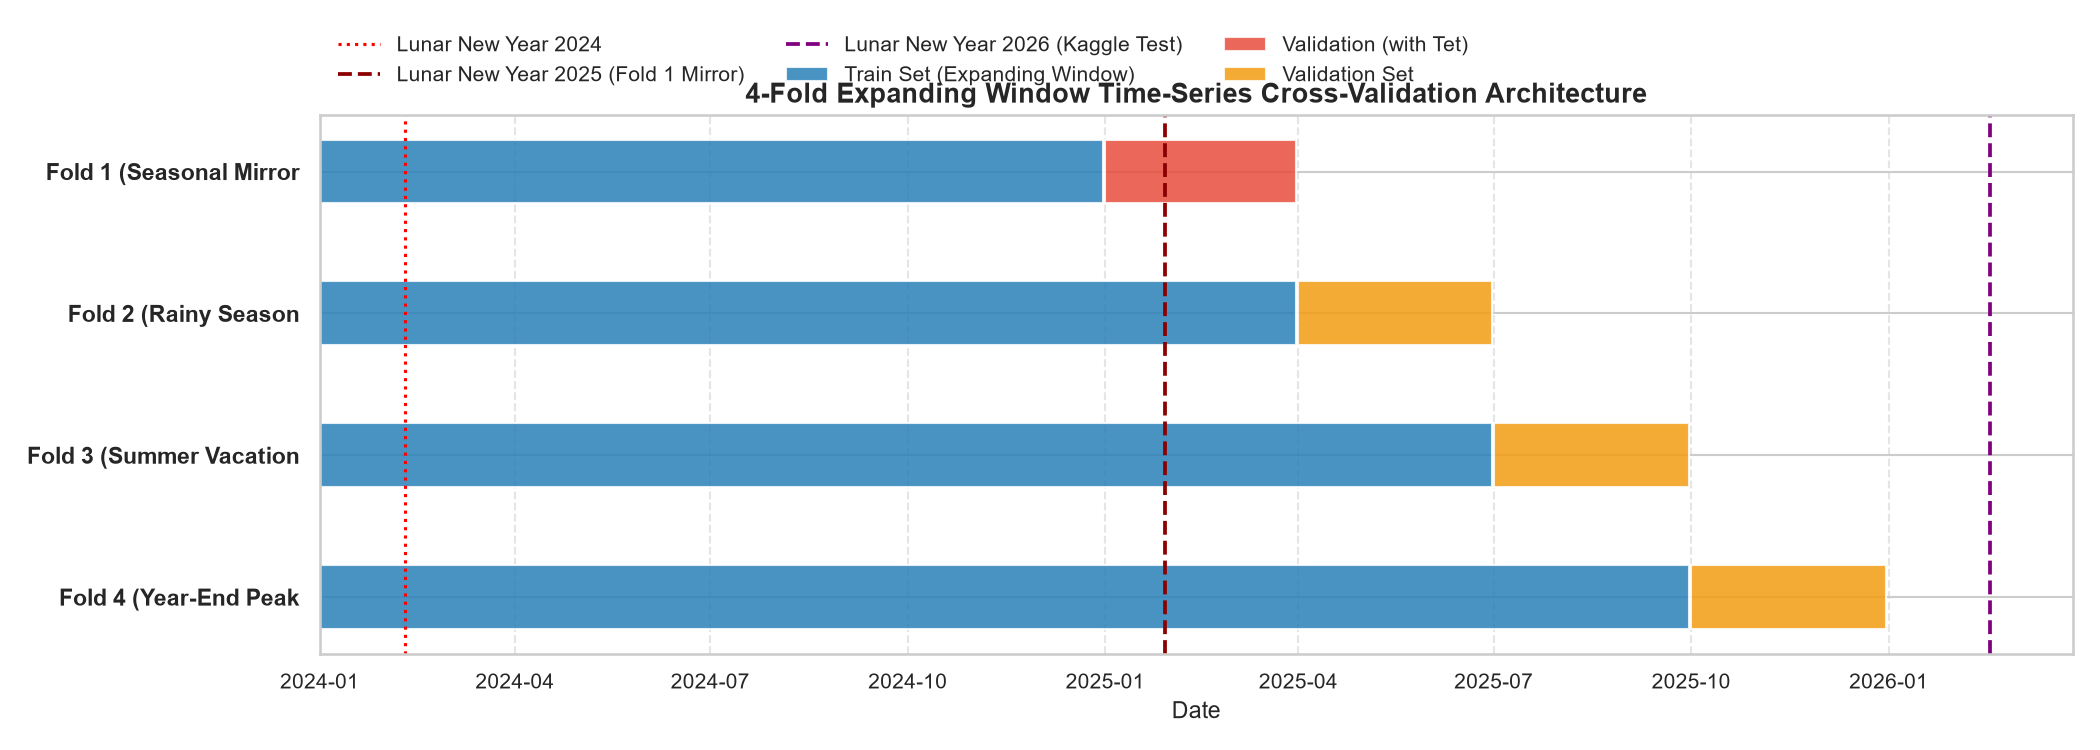 Lunar New Year 2024
Lunar New Year 2025 (Fold 1 Mirror)
Lunar New Year 2026 (Kaggle Test)
Train Set (Expanding Window)
Validation (with Tet)
Validation Set
4-Fold Expanding Window Time-Series Cross-Validation Architecture
Fold 1 (Seasonal Mirror
Fold 2 (Rainy Season
Fold 3 (Summer Vacation
Fold 4 (Year-End Peak
2024-01 2024-04 2024-07 2024-10 2025-01 2025-04 2025-07 2025-10 2026-01
Date